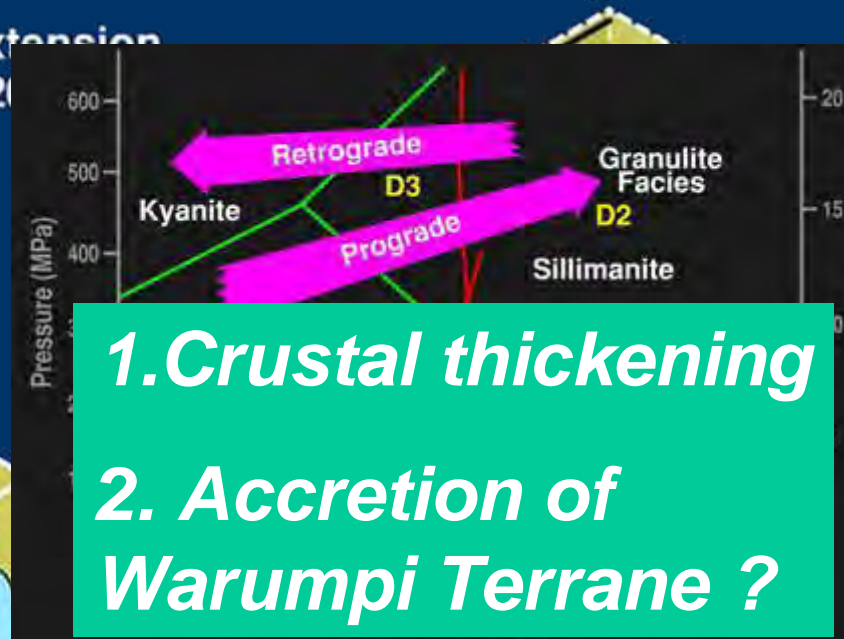 600
20
Retrograde
Granulite
Facies
500
D3
Kyanite
D2
15
Prograde
400
Sillimanite
Pressure (MPa)
1.Crustal thickening
2. Accretion of
Warumpi Terrane ?